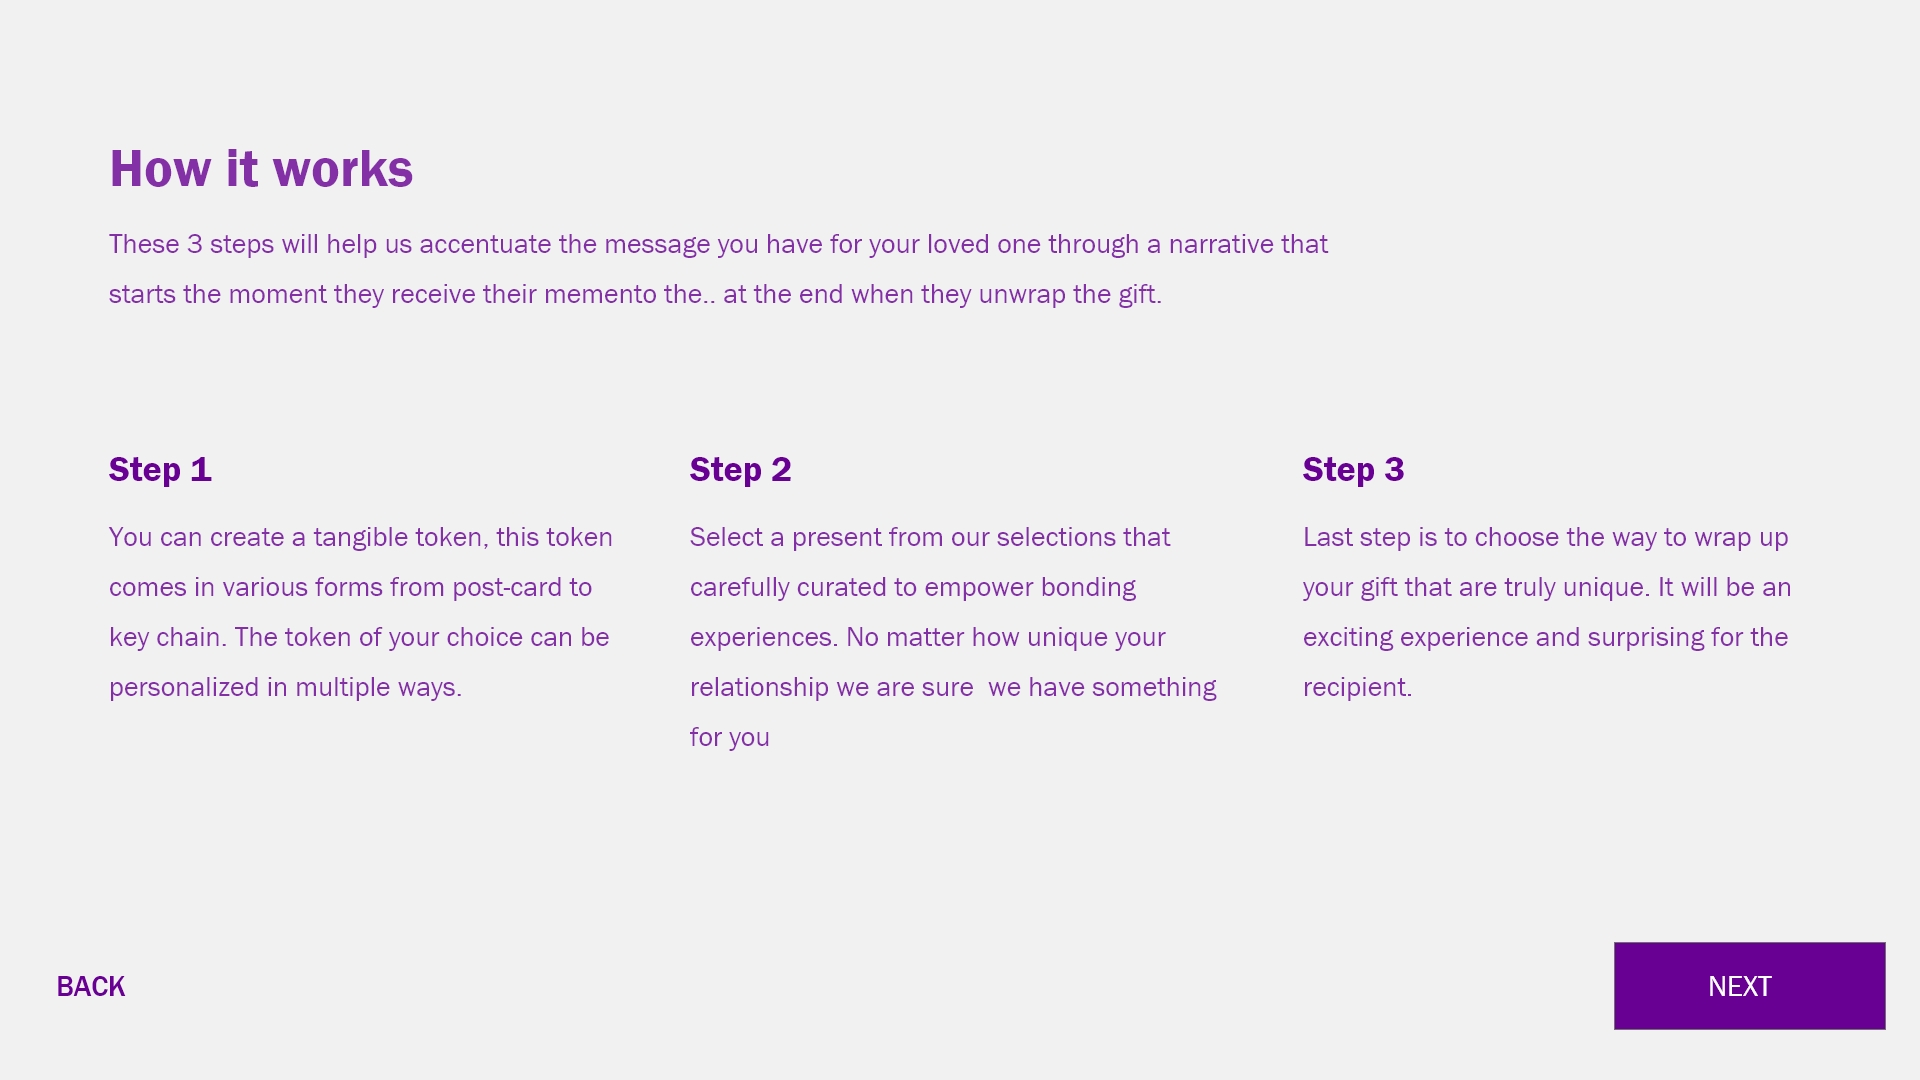 How it works
These 3 steps will help us accentuate the message you have for your loved one through a narrative that
starts the moment they receive their memento the.. at the end when they unwrap the gift.
Step 1
You can create a tangible token, this token
comes in various forms from post-card to
key chain. The token of your choice can be
personalized in multiple ways.
Step 2
Select a present from our selections that
carefully curated to empower bonding
experiences. No matter how unique your
relationship we are sure  we have something
for you
Step 3
Last step is to choose the way to wrap up
your gift that are truly unique. It will be an
exciting experience and surprising for the
recipient.
BACK
NEXT